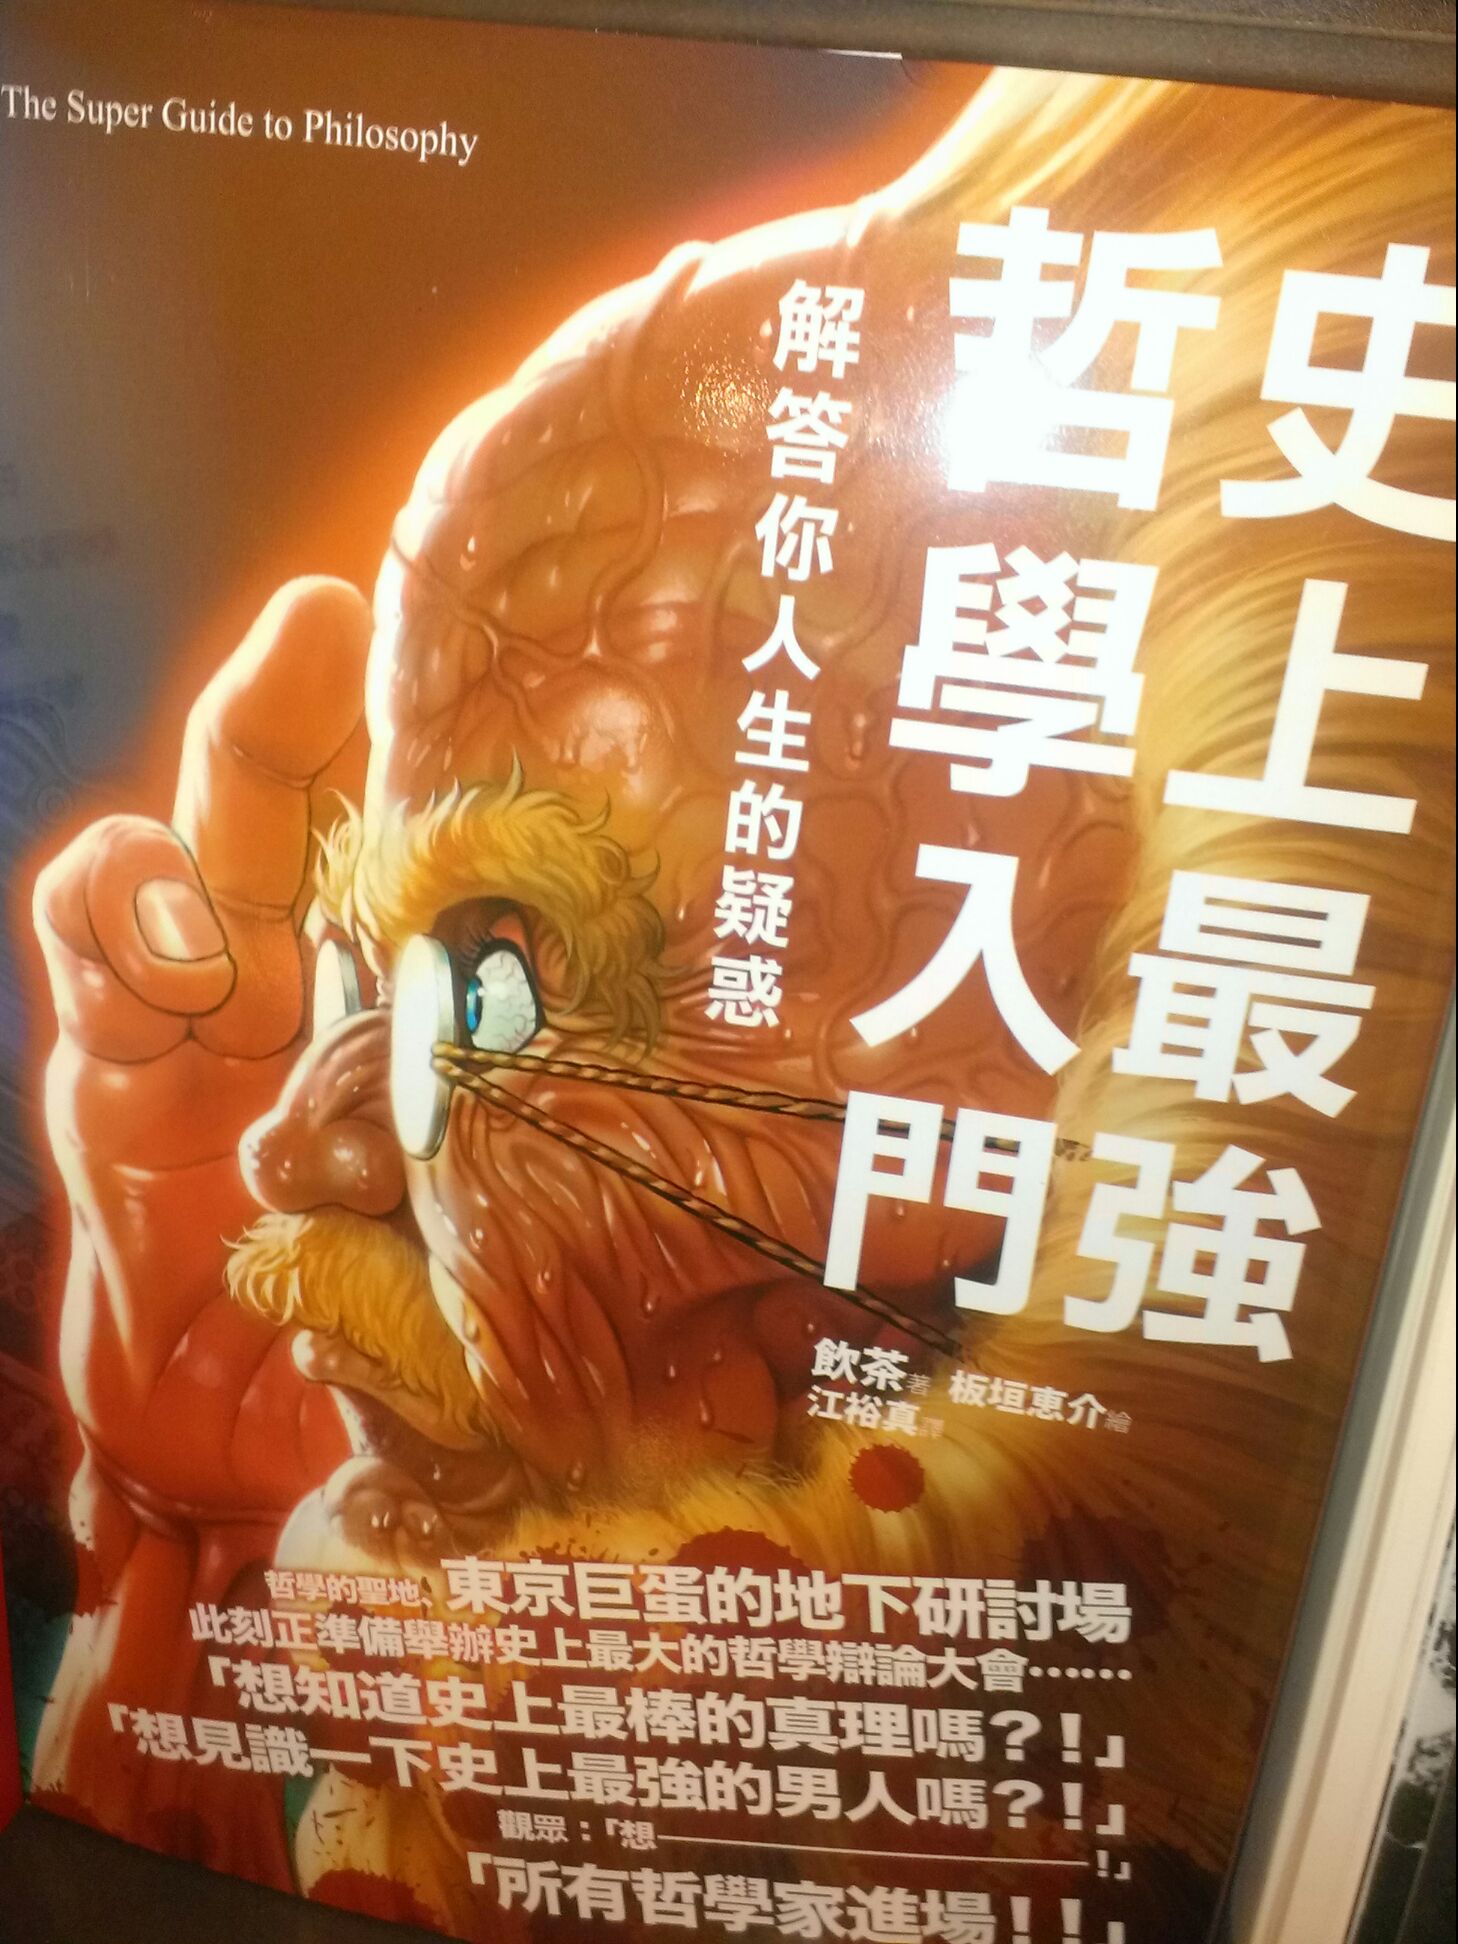 The Super Guide to Philosophy
史上最強
哲學入門
解答你人生的疑惑
飲茶著 板垣恵介繪
江裕真譯
哲學的聖地、東京巨蛋的地下研討場
此刻正準備舉辦史上最大的哲學辯論大會⋯⋯
「想知道史上最棒的真理嗎？！」
「想見識一下史上最強的男人嗎？！」
觀眾：「想————————！」
「所有哲學家進場！！」